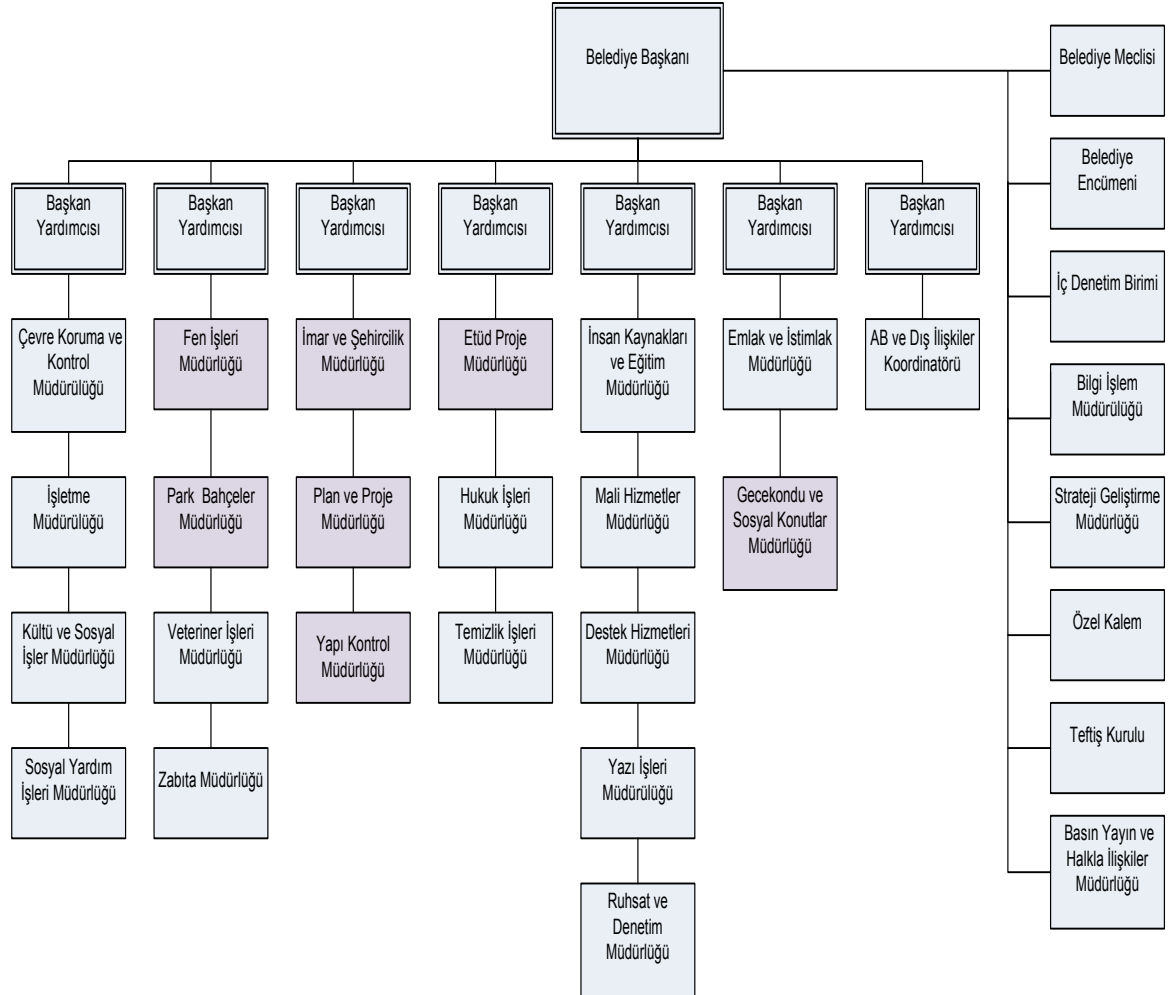 Belediye Başkanı
Başkan
Yardımcısı
Çevre Koruma ve
Kontrol
Müdürülüğü
İşletme
Müdürülüğü
Kültü ve Sosyal
İşler Müdürlüğü
Sosyal Yardım
İşleri Müdürlüğü
Başkan
Yardımcısı
Fen İşleri
Müdürlüğü
Park Bahçeler
Müdürlüğü
Veteriner İşleri
Müdürlüğü
Zabıta Müdürlüğü
Başkan
Yardımcısı
İmar ve Şehircilik
Müdürlüğü
Plan ve Proje
Müdürlüğü
Yapı Kontrol
Müdürlüğü
Başkan
Yardımcısı
Etüd Proje
Müdürlüğü
Hukuk İşleri
Müdürlüğü
Temizlik İşleri
Müdürlüğü
Başkan
Yardımcısı
İnsan Kaynakları
ve Eğitim
Müdürlüğü
Mali Hizmetler
Müdürlüğü
Destek Hizmetleri
Müdürlüğü
Yazı İşleri
Müdürülüğü
Ruhsat ve
Denetim
Müdürlüğü
Başkan
Yardımcısı
Emlak ve İstimlak
Müdürlüğü
Gecekondu ve
Sosyal Konutlar
Müdürlüğü
Başkan
Yardımcısı
AB ve Dış İlişkiler
Koordinatörü
Belediye Meclisi
Belediye
Encümeni
İç Denetim Birimi
Bilgi İşlem
Müdürülüğü
Strateji Geliştirme
Müdürlüğü
Özel Kalem
Teftiş Kurulu
Basın Yayın ve
Halkla İlişkiler
Müdürlüğü